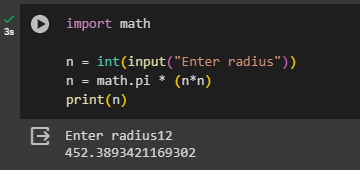 import math
n = int(input("Enter radius"))
n = math.pi * (n*n)
print(n)
3s
Enter radius12
452.3893421169302